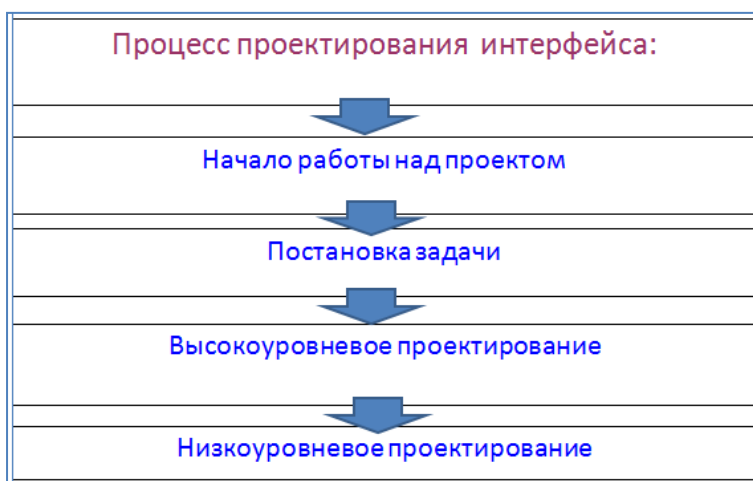 Процесс проектирования интерфейса:
Начало работы над проектом
Постановка задачи
Высокоуровневое проектирование
Низкоуровневое проектирование